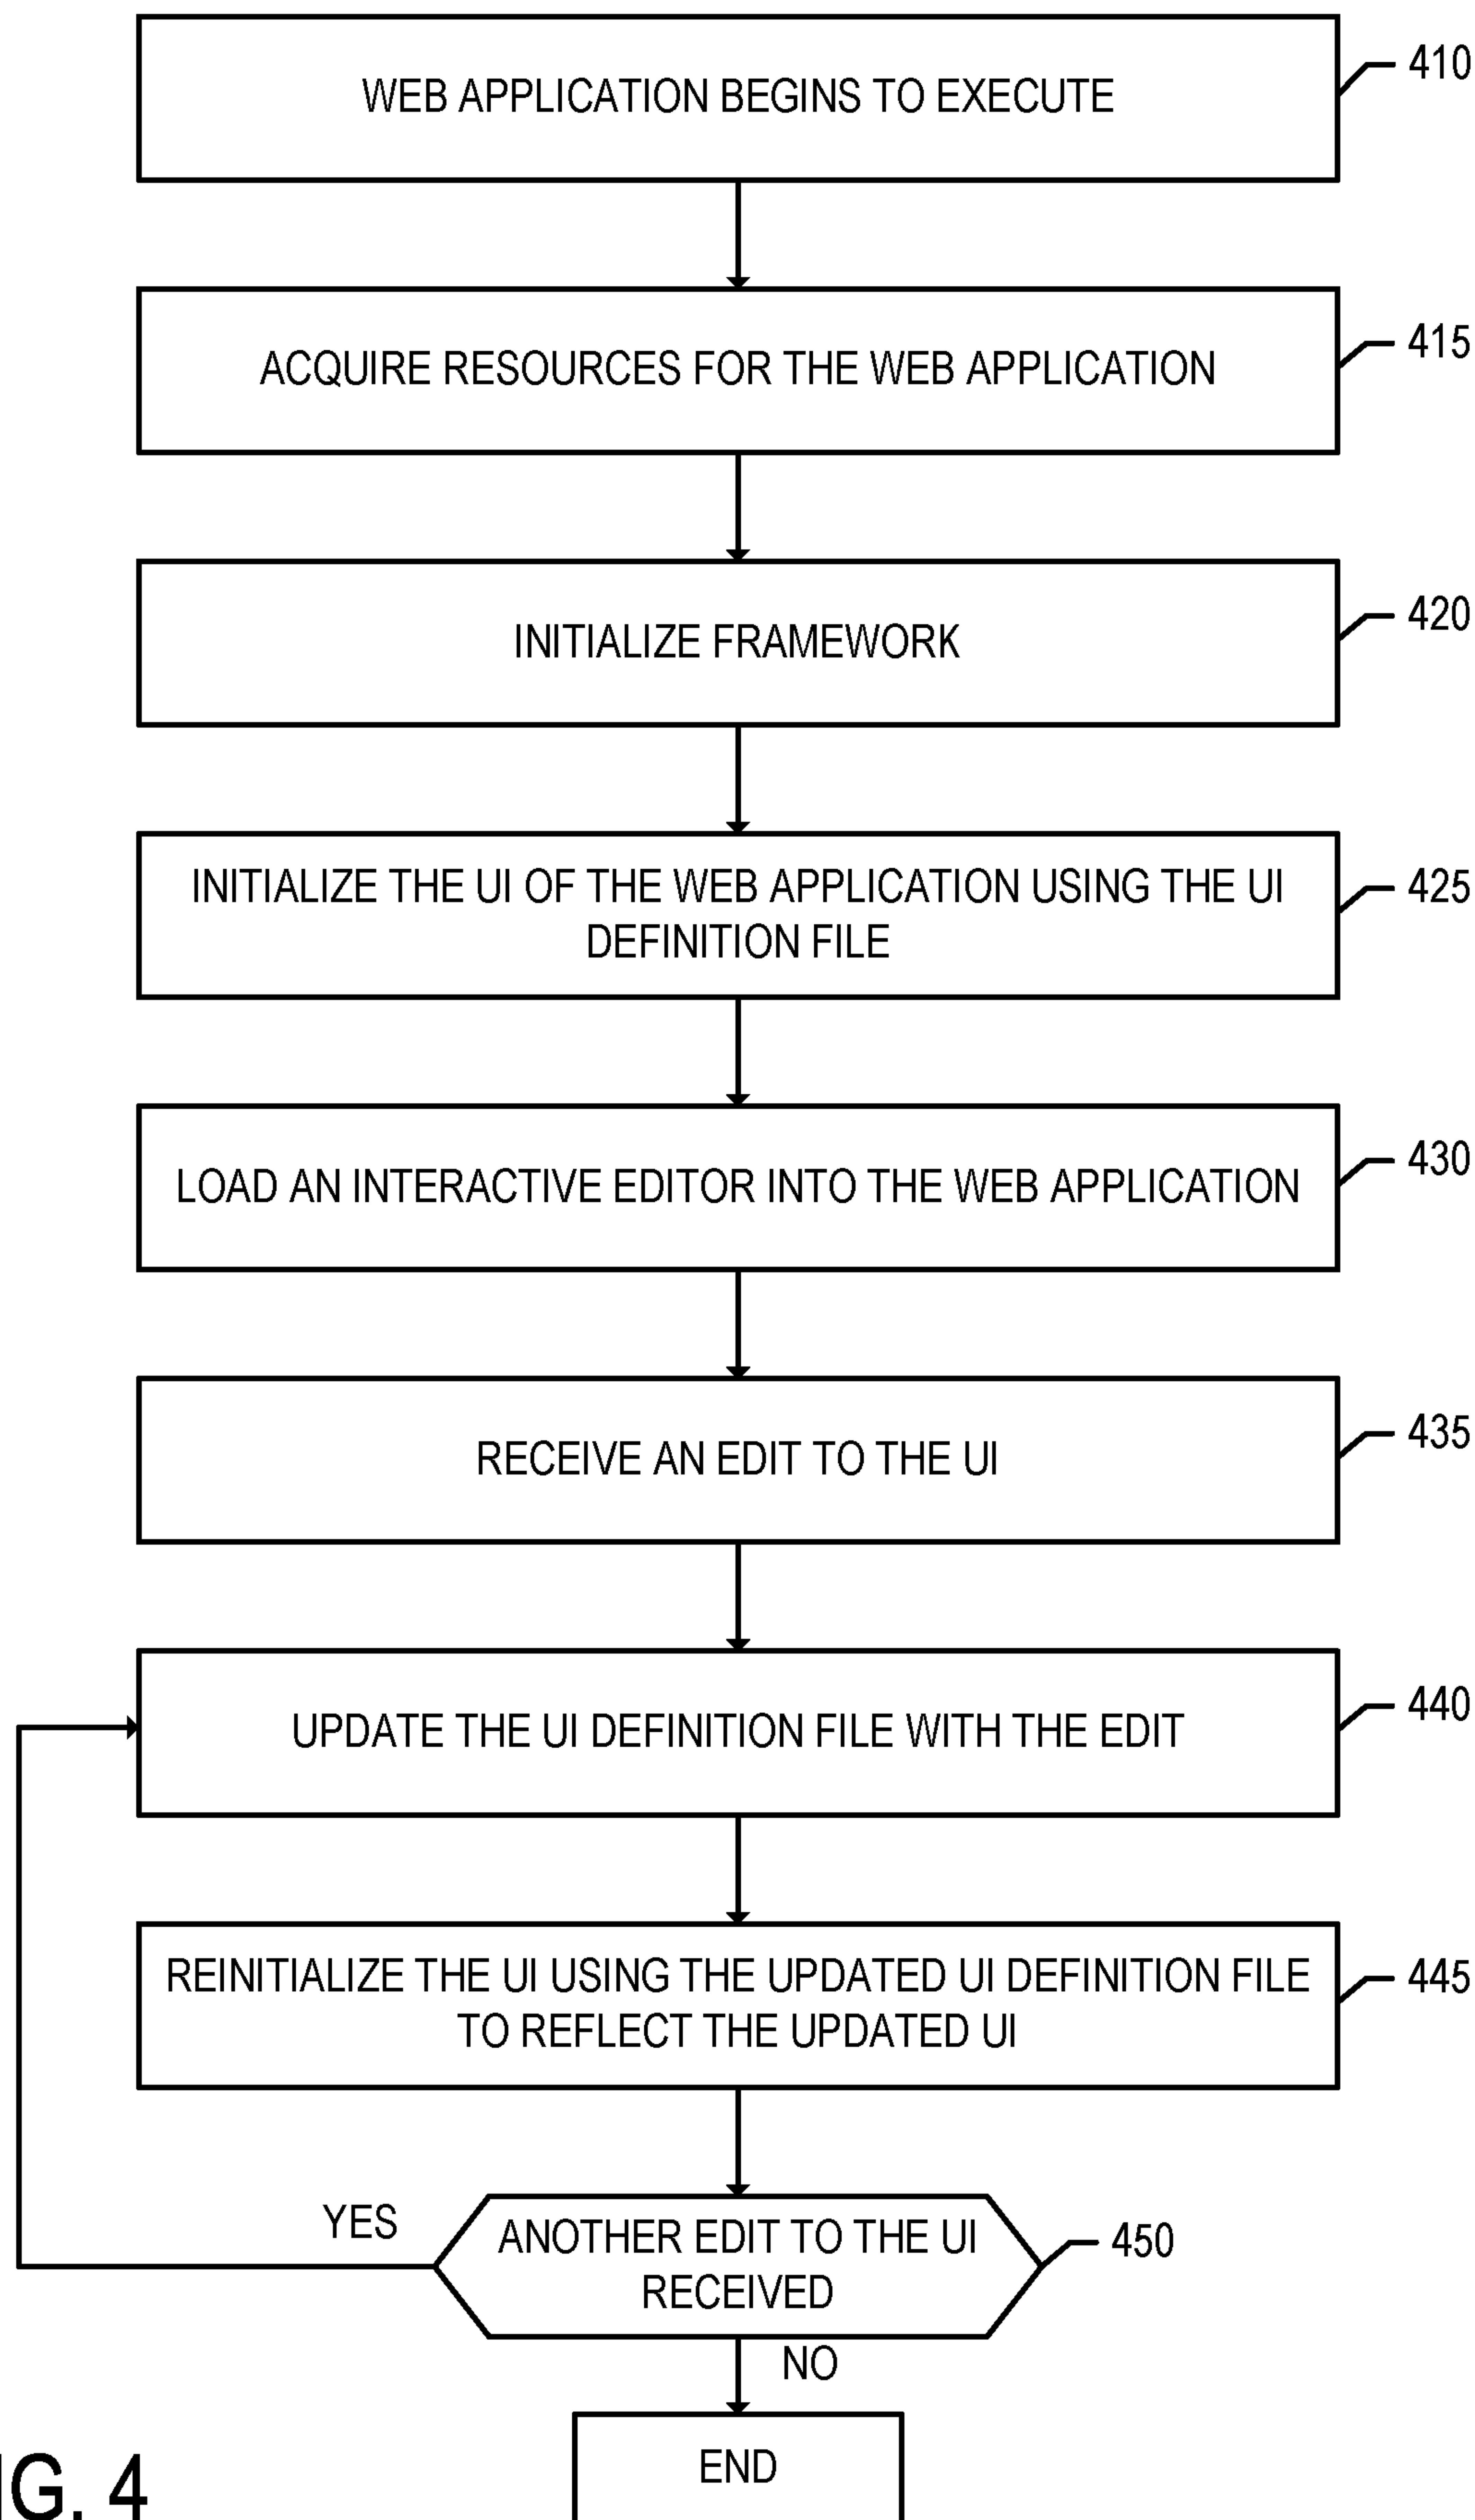 WEB APPLICATION BEGINS TO EXECUTE
410
ACQUIRE RESOURCES FOR THE WEB APPLICATION
415
INITIALIZE FRAMEWORK
420
INITIALIZE THE UI OF THE WEB APPLICATION USING THE UI
DEFINITION FILE
425
LOAD AN INTERACTIVE EDITOR INTO THE WEB APPLICATION
430
RECEIVE AN EDIT TO THE UI
435
UPDATE THE UI DEFINITION FILE WITH THE EDIT
440
REINITIALIZE THE UI USING THE UPDATED UI DEFINITION FILE
TO REFLECT THE UPDATED UI
445
YES
ANOTHER EDIT TO THE UI
RECEIVED
450
NO
END
IG. 4